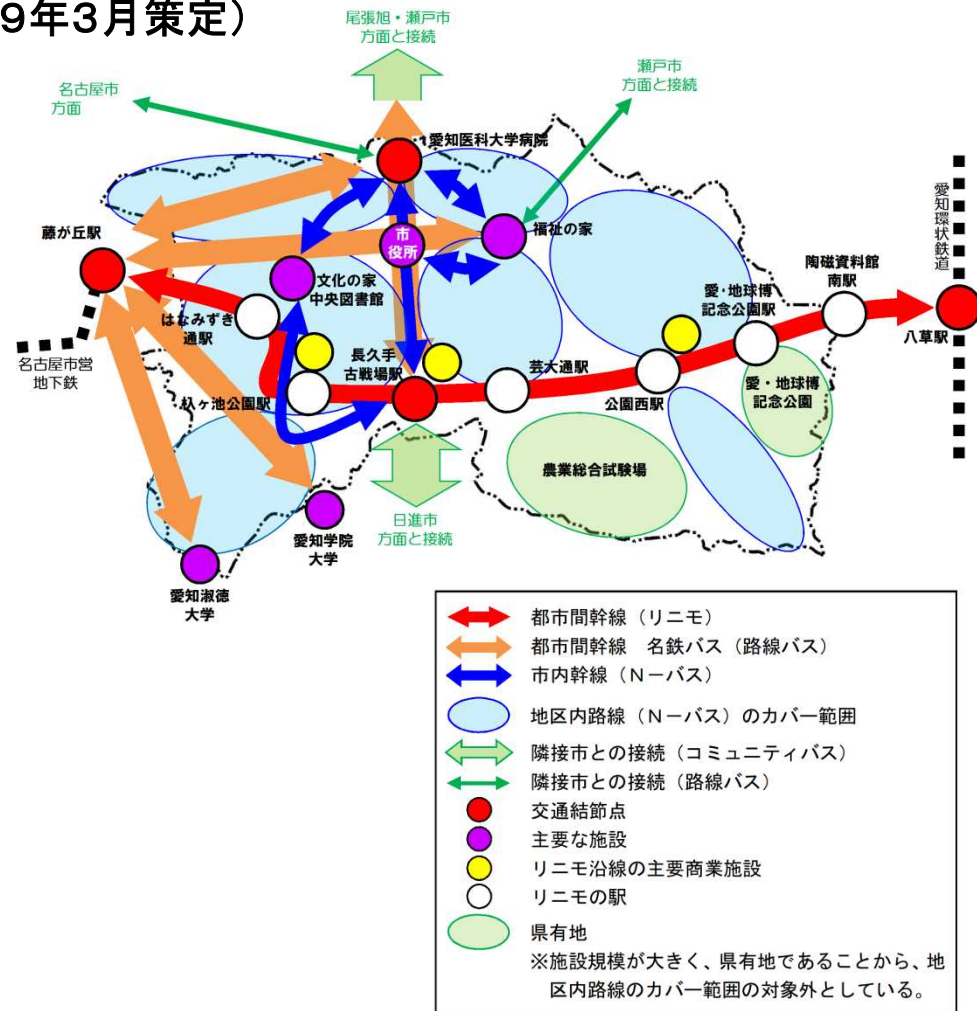 9年3月策定）
尾張旭・瀬戸市
方面と接続
瀬戸市
方面と接続
名古屋市
方面
愛知医科大学病院
愛知環状鉄道
藤が丘駅
市
役所
福祉の家
文化の家
中央図書館
陶磁資料館
南駅
愛・地球博
記念公園駅
はなみずき
通駅
八草駅
名古屋市営
地下鉄
長久手
古戦場駅
芸大通駅
杁ヶ池公園駅
公園西駅
愛・地球博
記念公園
農業総合試験場
日進市
方面と接続
愛知学院
大学
愛知淑徳
大学
都市間幹線（リニモ）
都市間幹線　名鉄バス（路線バス）
市内幹線（Ｎ－バス）
地区内路線（Ｎ－バス）のカバー範囲
隣接市との接続（コミュニティバス）
隣接市との接続（路線バス）
交通結節点
主要な施設
リニモ沿線の主要商業施設
リニモの駅
県有地
※施設規模が大きく、県有地であることから、地
区内路線のカバー範囲の対象外としている。